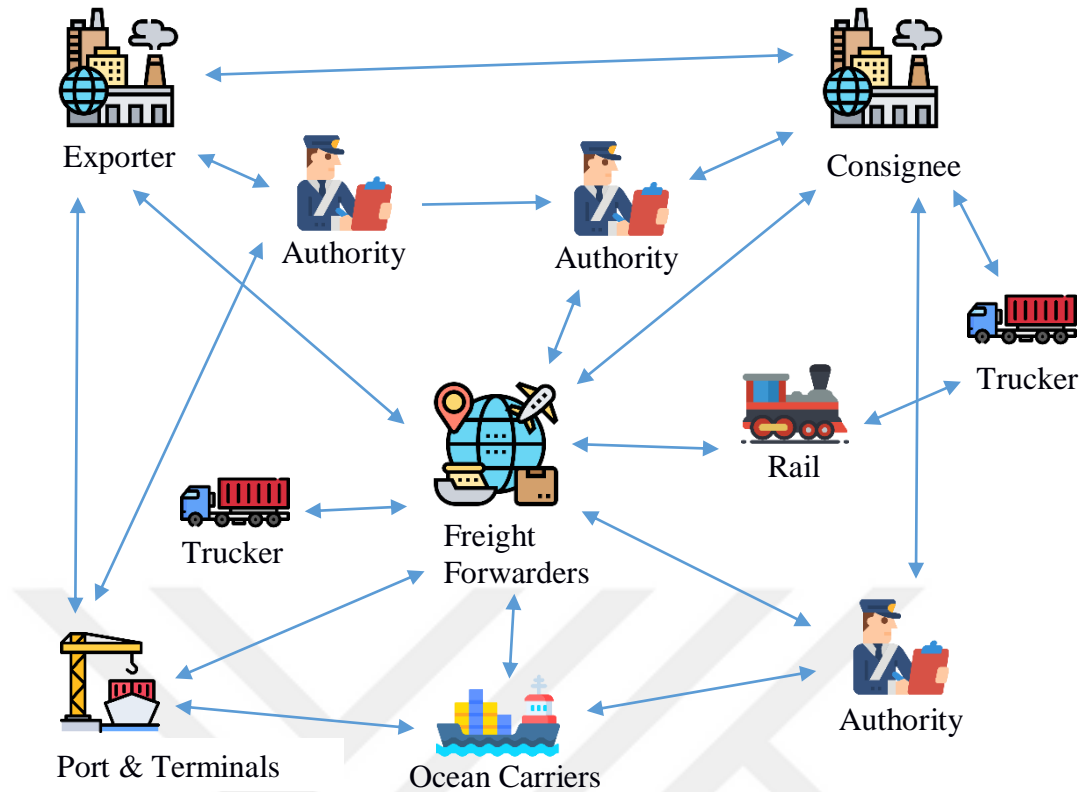 Exporter
Consignee
Authority
Authority
Trucker
Rail
Trucker
Freight
Forwarders
Authority
Port & Terminals
Ocean Carriers